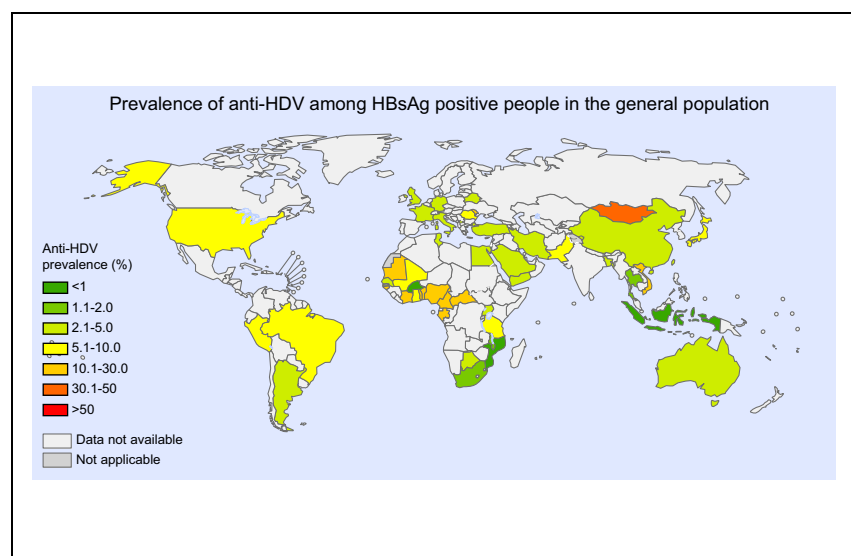 Prevalence of anti-HDV among HBsAg positive people in the general population
Anti-HDV
prevalence (%)
<1
1.1-2.0
2.1-5.0
5.1-10.0
10.1-30.0
30.1-50
>50
Data not available
Not applicable